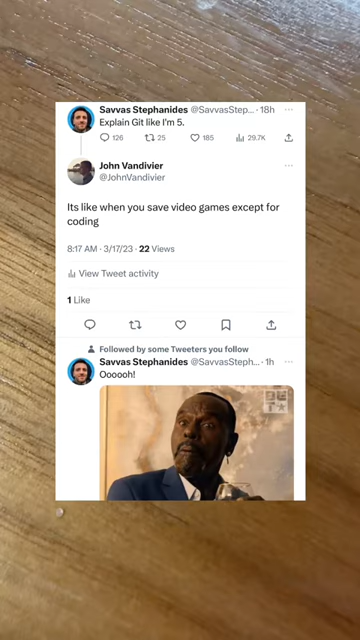 Savvas Stephanides @SavvasStep... · 18h
Explain Git like I'm 5.
126 25 185 29.7K
John Vandivier
@JohnVandivier
Its like when you save video games except for
coding
8:17 AM · 3/17/23 · 22 Views
View Tweet activity
1 Like
Followed by some Tweeters you follow
Savvas Stephanides @SavvasSteph... · 1h
Oooooh!